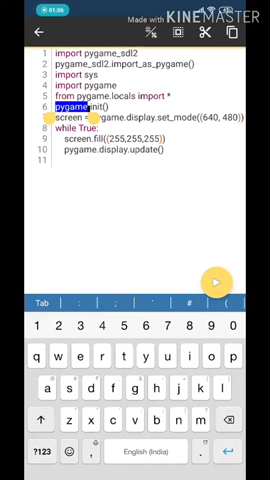 01:06
KINEMASTER
1 import pygame_sdl2
2 pygame_sdl2.import_as_pygame()
3 import sys
4 import pygame
5 from pygame.locals import *
6 pygame.init()
7 screen = pygame.display.set_mode((640, 480))
8 while True:
9 screen.fill((255,255,255))
10 pygame.display.update()
11
Tab : ; ' # (
1 2 3 4 5 6 7 8 9 0
q w e r t y u i o p
a s d f g h j k l
z x c v b n m
?123 , English (India) . !?